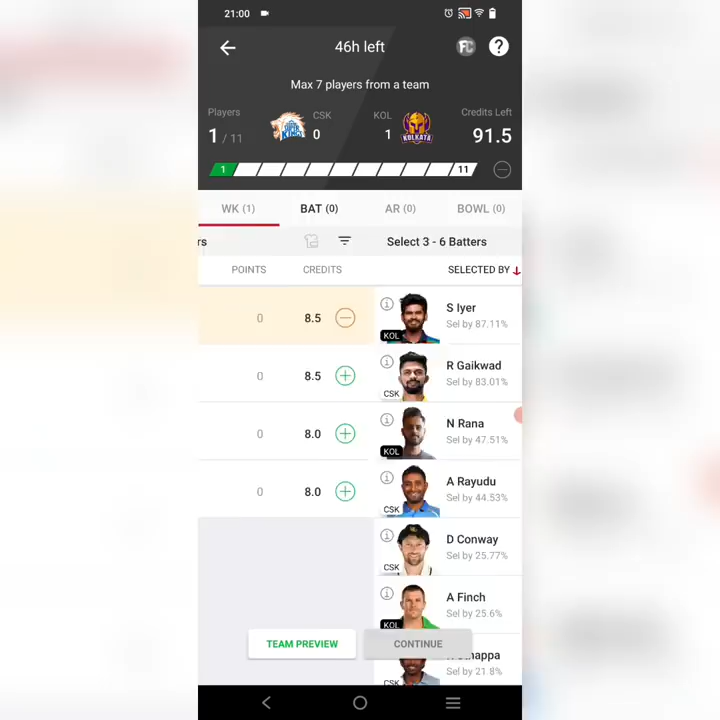 21:00
46h left
FC
?
Max 7 players from a team
Players
CSK
KOL
Credits Left
1 / 11
0
1
KOLKATA
91.5
1
11
WK (1)
BAT (0)
AR (0)
BOWL (0)
rs
Select 3 - 6 Batters
POINTS
CREDITS
SELECTED BY
0
8.5
KOL
S Iyer
Sel by 87.11%
0
8.5
CSK
R Gaikwad
Sel by 83.01%
0
8.0
KOL
N Rana
Sel by 47.51%
0
8.0
CSK
A Rayudu
Sel by 44.53%
CSK
D Conway
Sel by 25.77%
KOL
A Finch
Sel by 25.6%
TEAM PREVIEW
CONTINUE
CSK
Sel by 21.8%